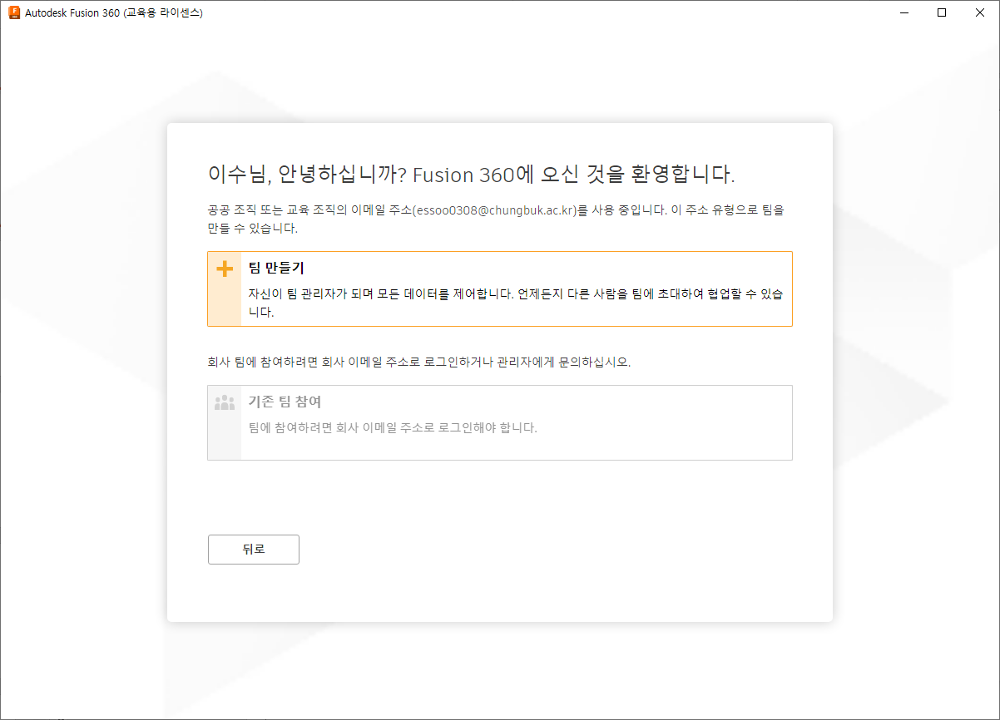 Autodesk Fusion 360 (교육용 라이센스)
이수님, 안녕하십니까? Fusion 360에 오신 것을 환영합니다.
공공 조직 또는 교육 조직의 이메일 주소(essoo0308@chungbuk.ac.kr)를 사용 중입니다. 이 주소 유형으로 팀을
만들 수 있습니다.
팀 만들기
자신이 팀 관리자가 되며 모든 데이터를 제어합니다. 언제든지 다른 사람을 팀에 초대하여 협업할 수 있습
니다.
회사 팀에 참여하려면 회사 이메일 주소로 로그인하거나 관리자에게 문의하십시오.
기존 팀 참여
팀에 참여하려면 회사 이메일 주소로 로그인해야 합니다.
뒤로